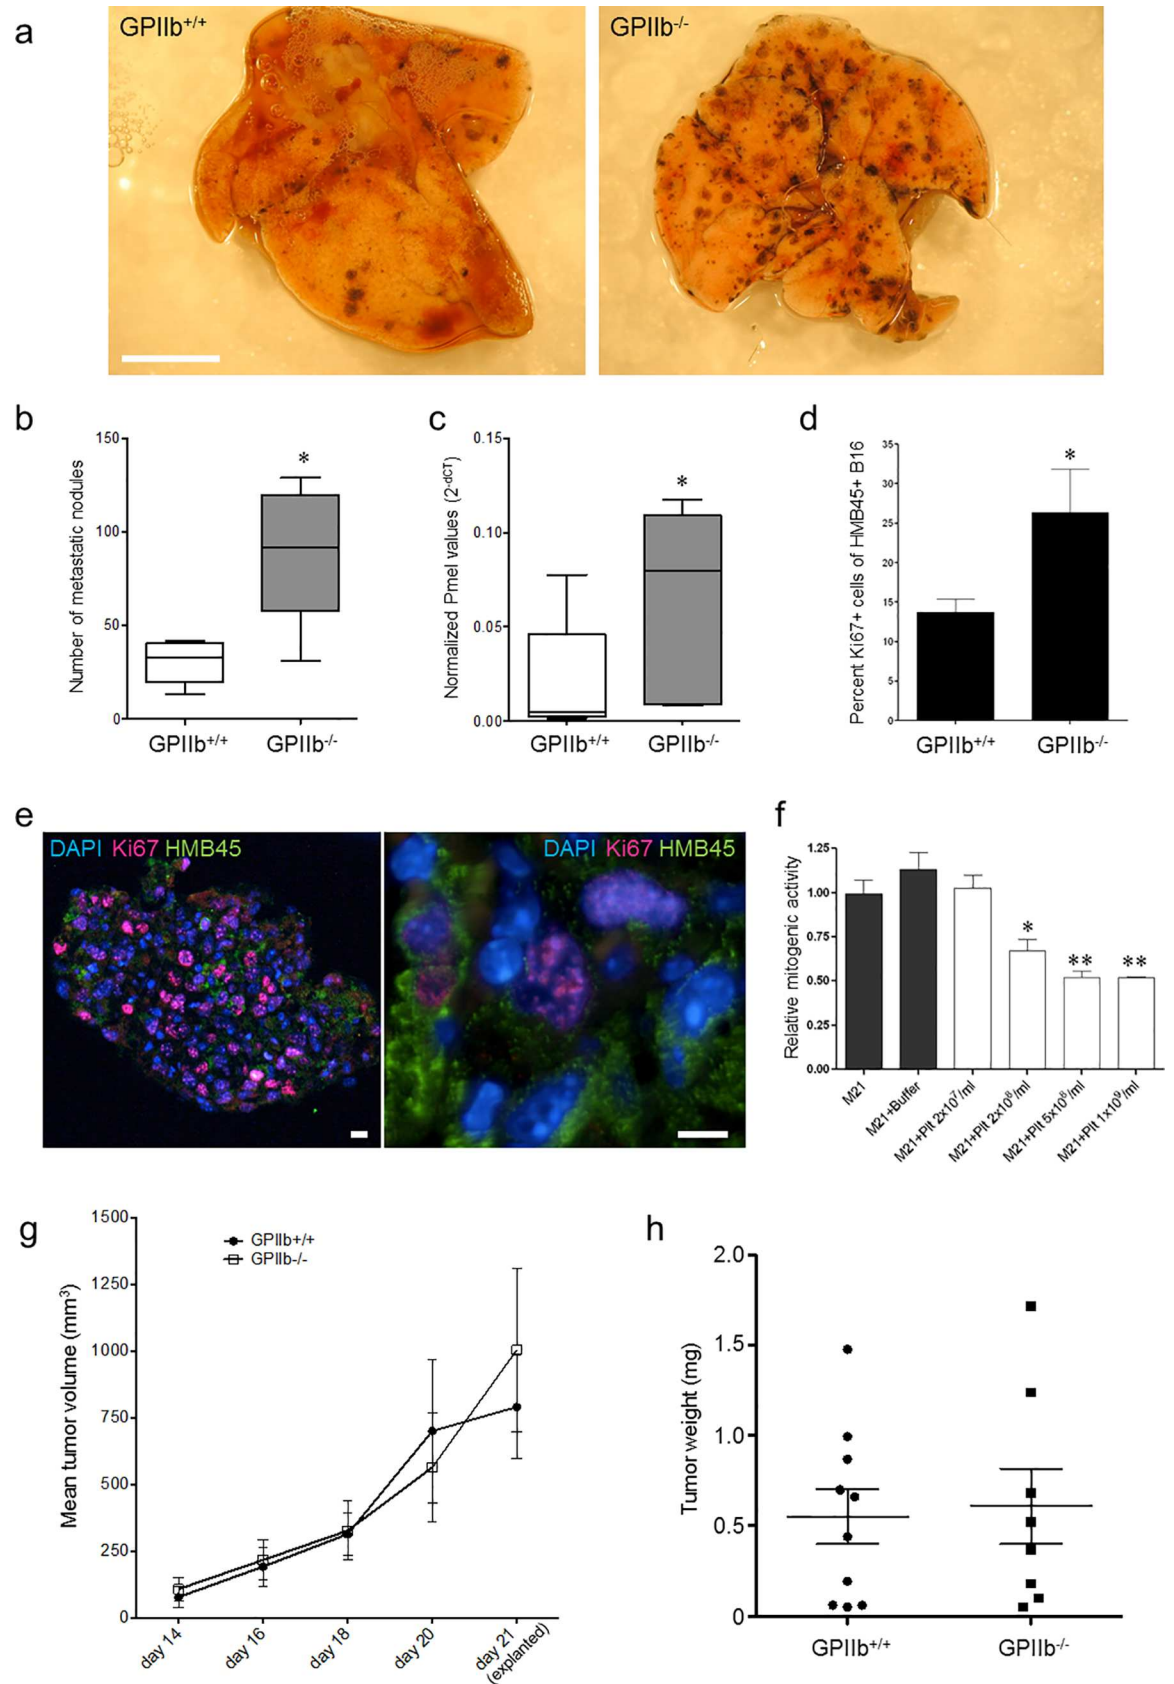 a
GPIIb+/+
GPIIb-/-
b
Number of metastatic nodules
150
100
50
0
GPIIb+/+
GPIIb-/-
*
c
Normalized Pmel values (2-dCT)
0.15
0.10
0.05
0.00
GPIIb+/+
GPIIb-/-
*
d
Percent Ki67+ cells of HMB45+ B16
35
30
25
20
15
10
5
0
GPIIb+/+
GPIIb-/-
*
e
DAPI Ki67 HMB45
DAPI Ki67 HMB45
f
Relative mitogenic activity
1.25
1.00
0.75
0.50
0.25
0.00
*
**
**
M21
M21+Buffer
M21+Plt 2x10⁷/ml
M21+Plt 2x10⁸/ml
M21+Plt 5x10⁸/ml
M21+Plt 1x10⁹/ml
g
Mean tumor volume (mm³)
1500
1250
1000
750
500
250
0
GPIIb+/+
GPIIb-/-
day 14
day 16
day 18
day 20
day 21
(explanted)
h
Tumor weight (mg)
2.0
1.5
1.0
0.5
0
GPIIb+/+
GPIIb-/-